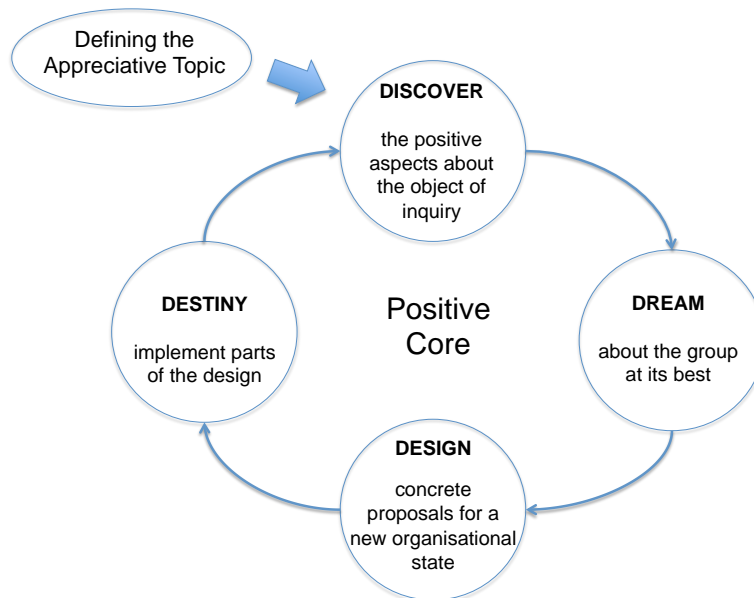 Defining the
Appreciative Topic
DISCOVER
the positive
aspects about
the object of
inquiry
DREAM
about the group
at its best
DESIGN
concrete
proposals for a
new organisational
state
DESTINY
implement parts
of the design
Positive
Core